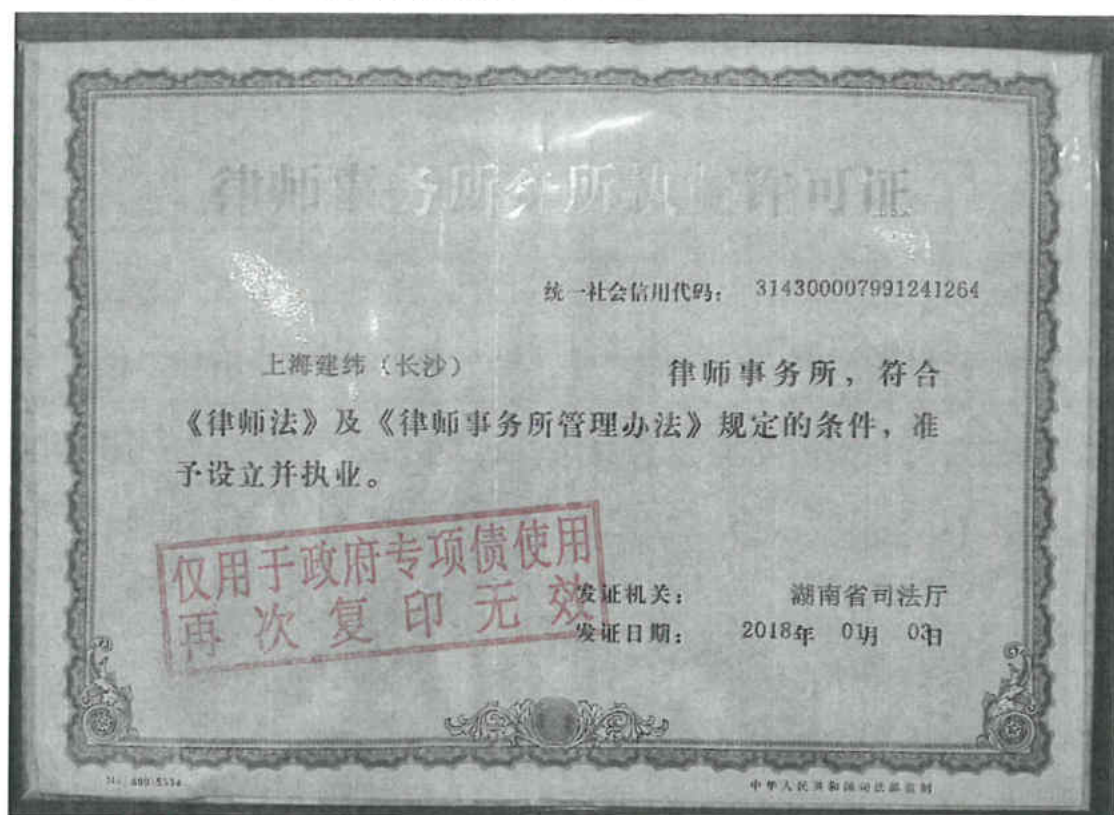 律师事务所分所执业许可证
统一社会信用代码： 314300007991241264
上海建纬（长沙） 律师事务所，符合
《律师法》及《律师事务所管理办法》规定的条件，准
予设立并执业。
仅用于政府专项债使用
再次复印无效
发证机关： 湖南省司法厅
发证日期： 2018年 01月 03日
中华人民共和国司法部监制